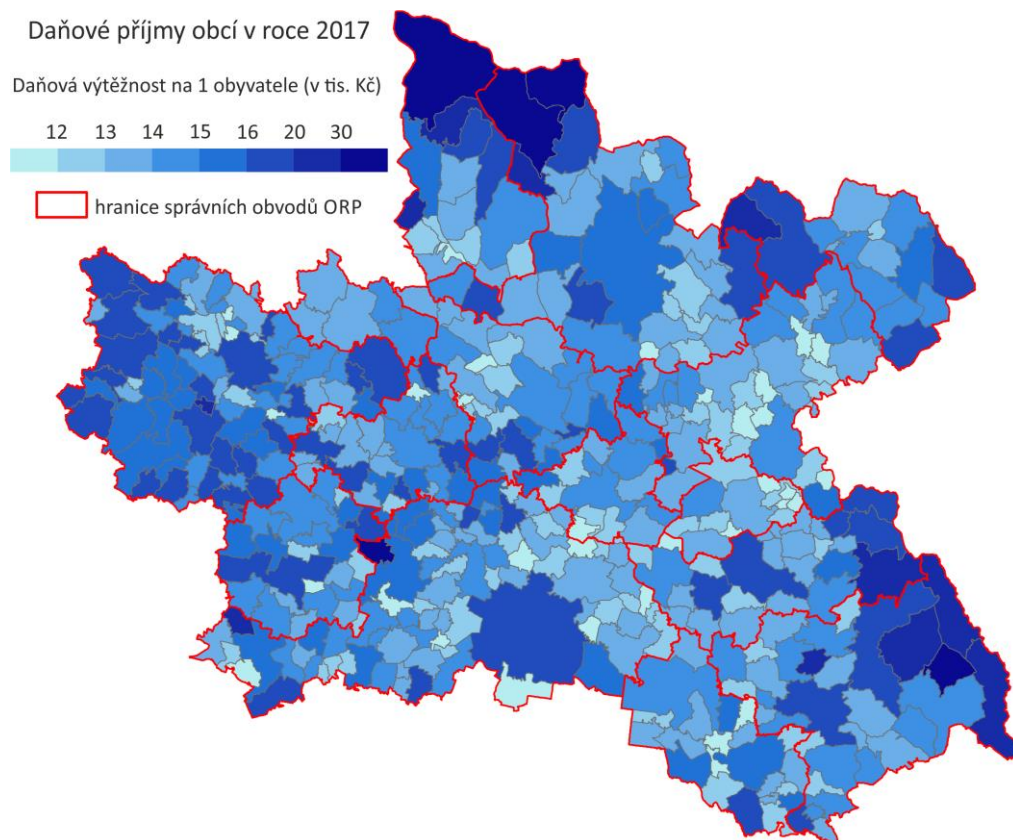 Daňové příjmy obcí v roce 2017
Daňová výtěžnost na 1 obyvatele (v tis. Kč)
12 13 14 15 16 20 30
hranice správních obvodů ORP